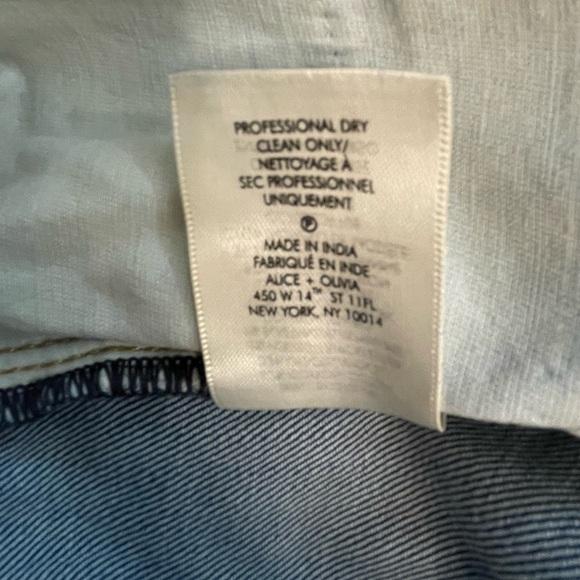 PROFESSIONAL DRY
CLEAN ONLY/
NETTOYAGE À
SEC PROFESSIONNEL
UNIQUEMENT
Ⓟ
MADE IN INDIA
FABRIQUÉ EN INDE
ALICE + OLIVIA
450 W 14™ ST 11FL
NEW YORK, NY 10014